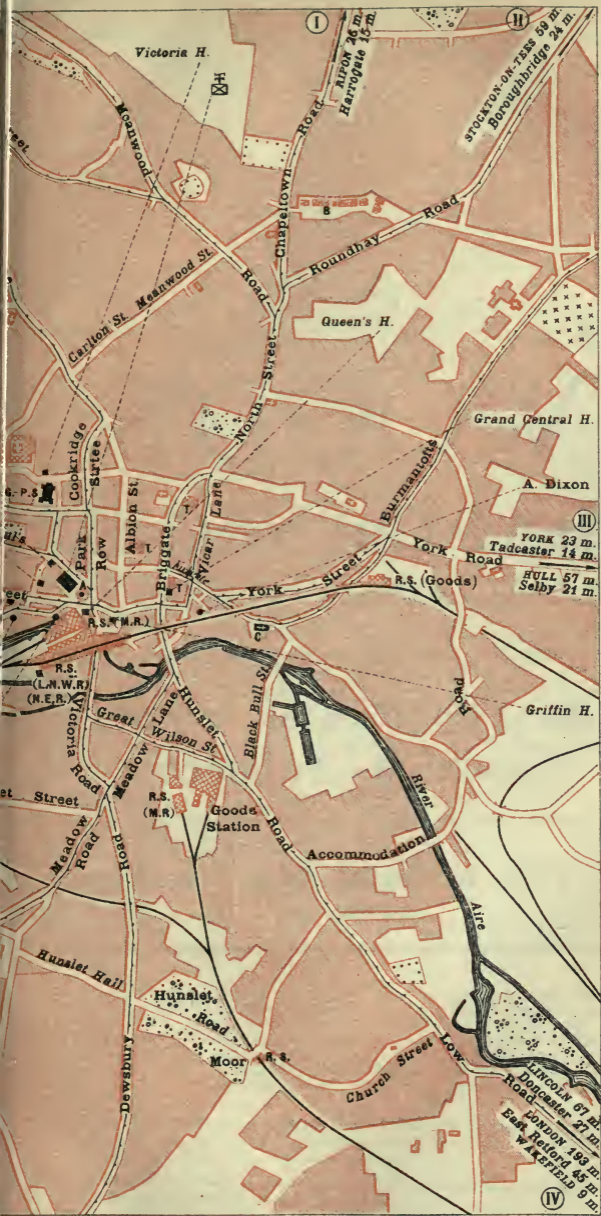 I
II
Victoria H.
RIPON 26 m.
Harrogate 15 m.
STOCKTON-ON-TEES 59 m.
Boroughbridge 24 m.
Meanwood
Road
Chapeltown
Road
B
Roundhay Road
Carlton St.
Meanwood St.
Queen's H.
North Street
Grand Central H.
Cookridge
Strtee
G.-P.S
Albion St.
Burmantofts
A. Dixon
III
Park
Row
Briggate
Vicar Lane
T.
T.
T
York Street
York Road
YORK 23 m.
Tadcaster 14 m.
HULL 57 m.
Selby 21 m.
R.S. (Goods)
R.S. (M.R.)
C
R.S.
(L.N.W.R)
(N.E.R.)
Victoria
Road
Great Wilson St
Meadow Lane
Hunslet
Road
Black Bull St
Road
Griffin H.
River
Aire
et Street
R.S.
(M.R)
Goods
Station
Meadow
Road
Accommodation
Dewsbury
Road
Hunslet Hall
Road
Hunslet
Moor
R.S.
Church Street
Low
Road
LINCOLN 67 m.
Doncaster 27 m.
LONDON 193 m.
East Retford 45 m.
WAKEFIELD 9 m.
IV